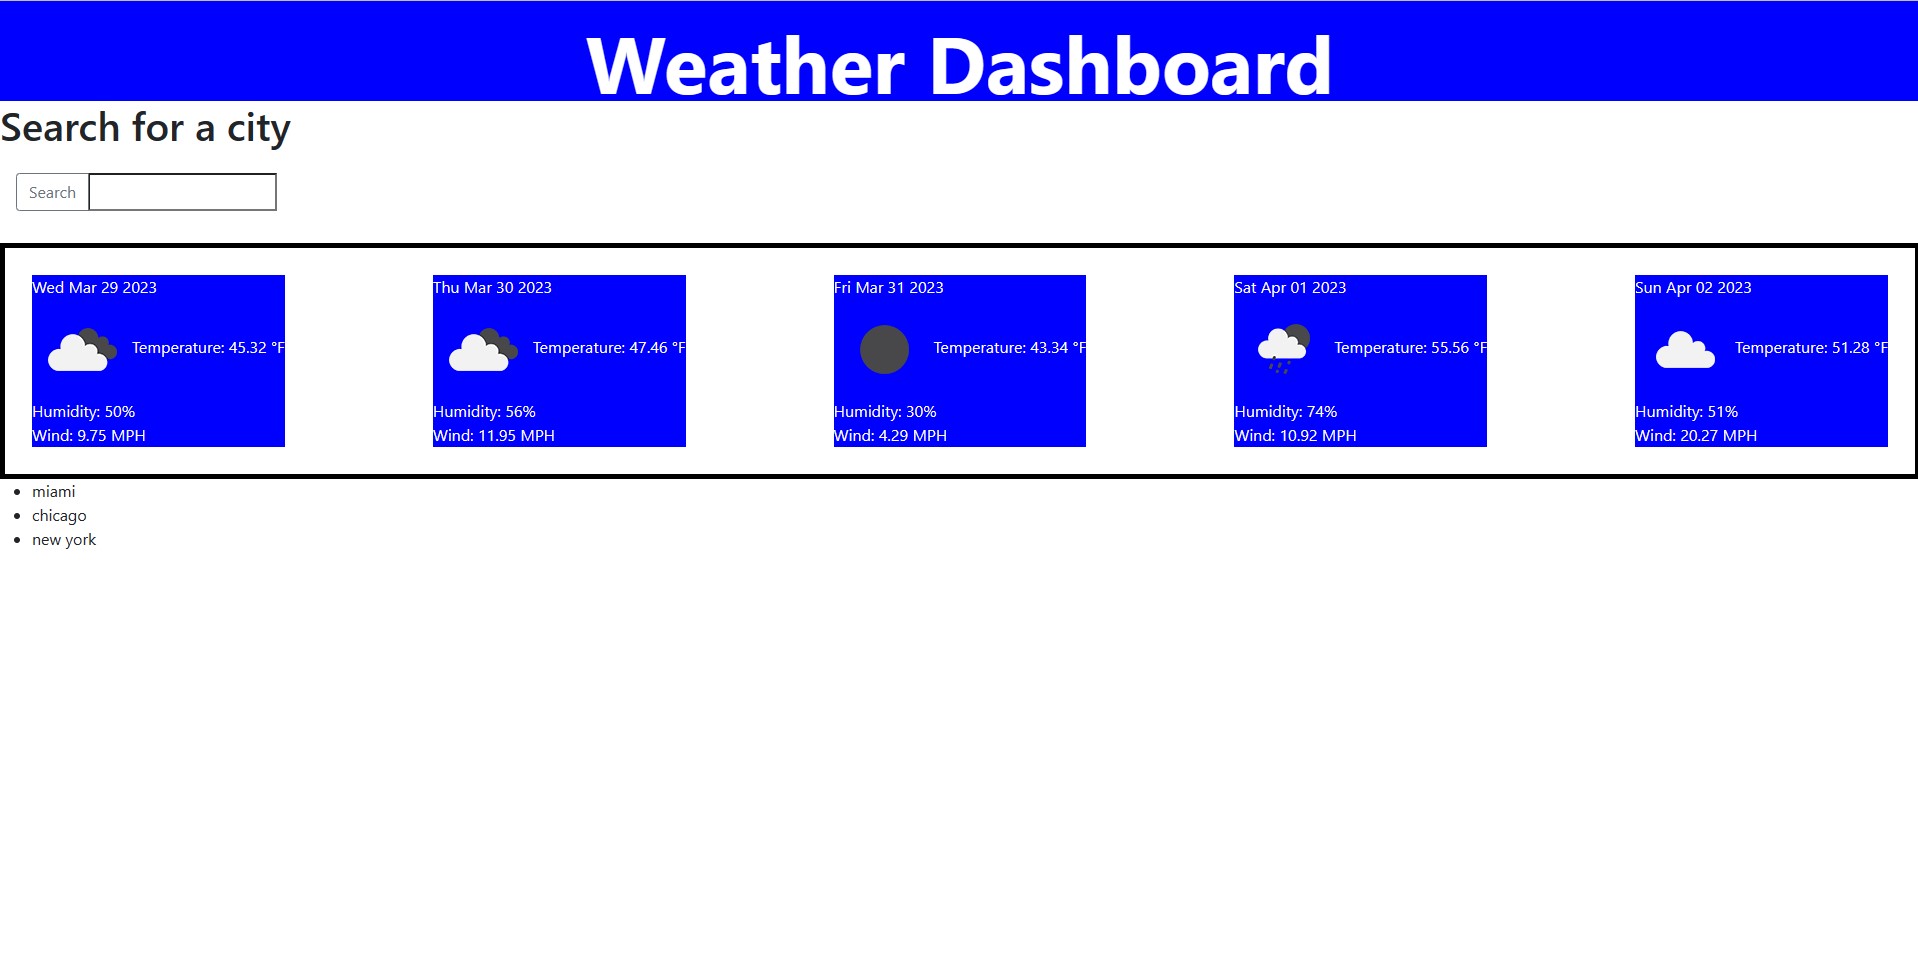 Weather Dashboard
Search for a city
Search
Wed Mar 29 2023
Temperature: 45.32 °F
Humidity: 50%
Wind: 9.75 MPH
Thu Mar 30 2023
Temperature: 47.46 °F
Humidity: 56%
Wind: 11.95 MPH
Fri Mar 31 2023
Temperature: 43.34 °F
Humidity: 30%
Wind: 4.29 MPH
Sat Apr 01 2023
Temperature: 55.56 °F
Humidity: 74%
Wind: 10.92 MPH
Sun Apr 02 2023
Temperature: 51.28 °F
Humidity: 51%
Wind: 20.27 MPH
miami
chicago
new york